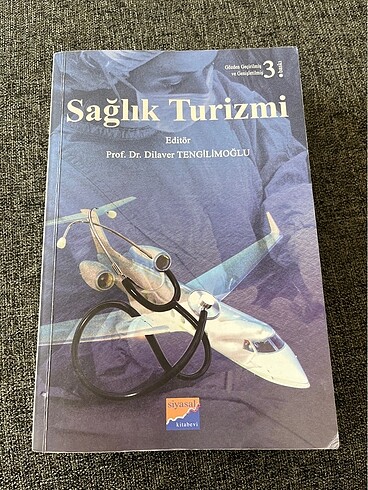 Gözden Geçirilmiş
ve Genişletilmiş
3. Baskı
Sağlık Turizmi
Editör
Prof. Dr. Dilaver TENGİLİMOĞLU
siyasal
kitabevi